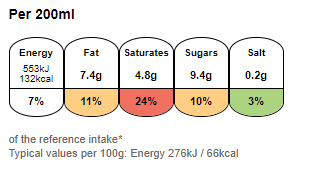 Per 200ml
Energy Fat Saturates Sugars Salt
553kJ
132kcal 7.4g 4.8g 9.4g 0.2g
7% 11% 24% 10% 3%
of the reference intake*
Typical values per 100g: Energy 276kJ / 66kcal